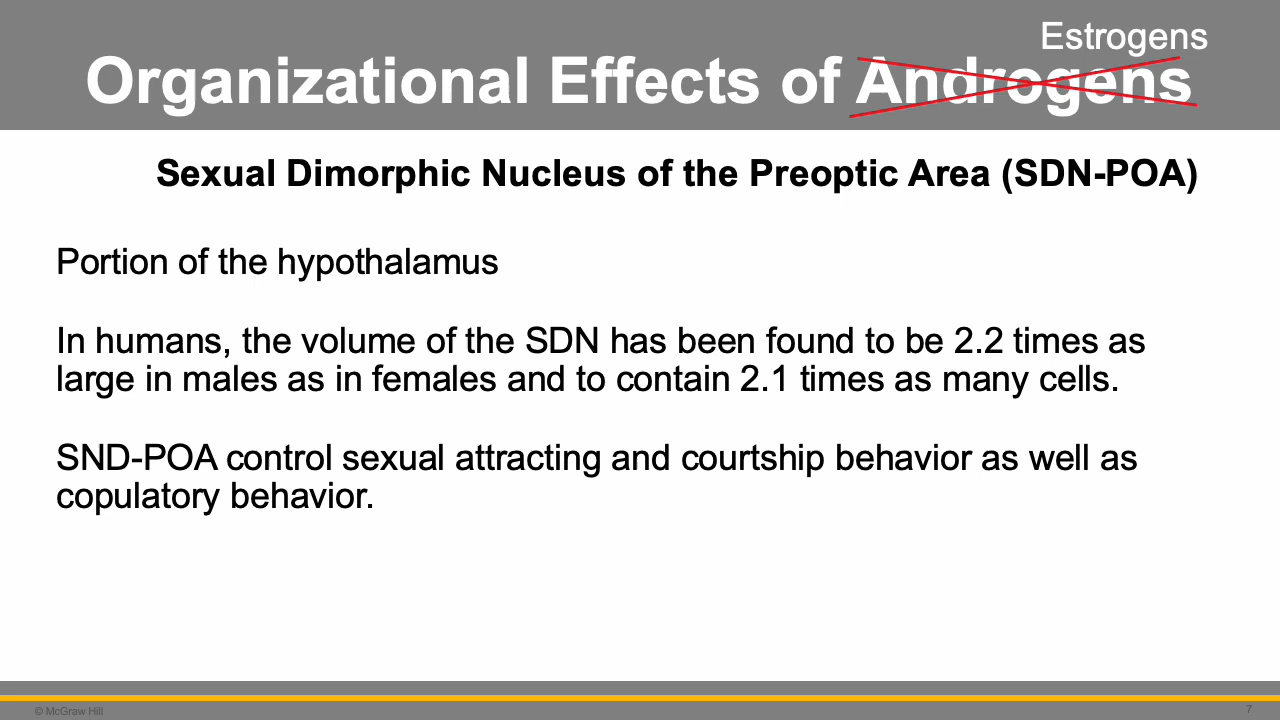 Estrogens
Organizational Effects of Androgens
Sexual Dimorphic Nucleus of the Preoptic Area (SDN-POA)
Portion of the hypothalamus
In humans, the volume of the SDN has been found to be 2.2 times as
large in males as in females and to contain 2.1 times as many cells.
SND-POA control sexual attracting and courtship behavior as well as
copulatory behavior.
© McGraw Hill
7